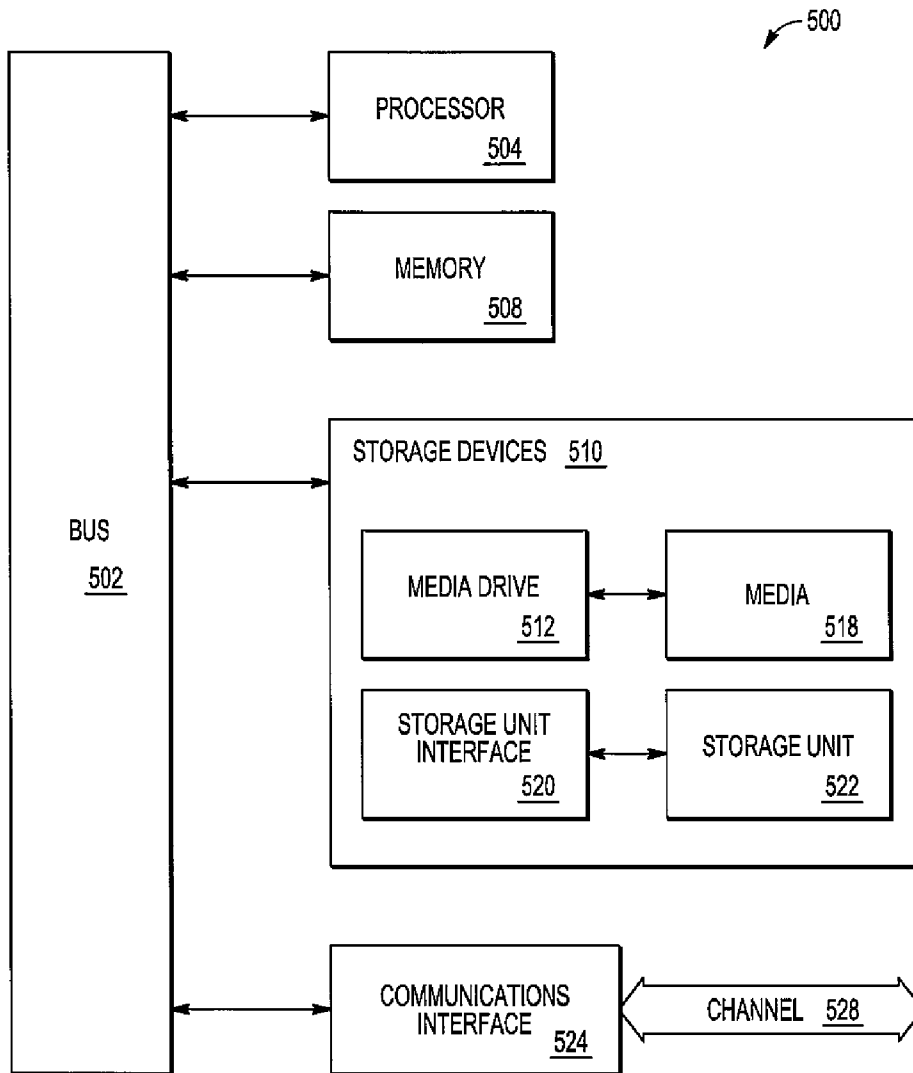 500
PROCESSOR
504
MEMORY
508
STORAGE DEVICES 510
BUS
502
MEDIA DRIVE
512
MEDIA
518
STORAGE UNIT
INTERFACE
520
STORAGE UNIT
522
COMMUNICATIONS
INTERFACE
524
CHANNEL 528